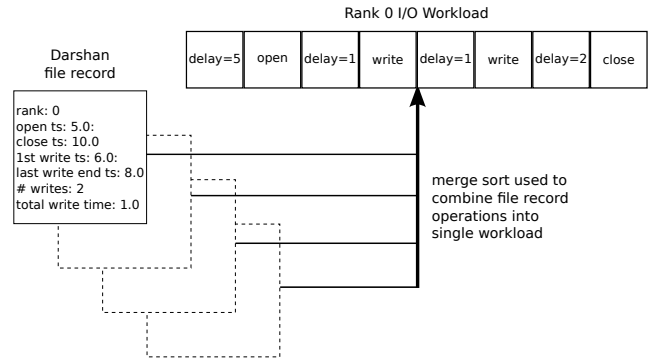 Rank 0 I/O Workload
delay=5 open delay=1 write delay=1 write delay=2 close
Darshan
file record
rank: 0
open ts: 5.0:
close ts: 10.0
1st write ts: 6.0:
last write end ts: 8.0
# writes: 2
total write time: 1.0
merge sort used to
combine file record
operations into
single workload